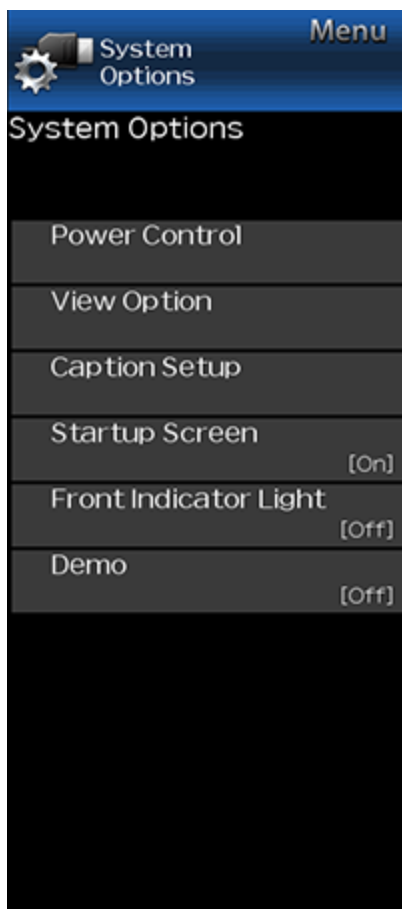 Menu
System
Options
System Options
Power Control
View Option
Caption Setup
Startup Screen
[On]
Front Indicator Light
[Off]
Demo
[Off]